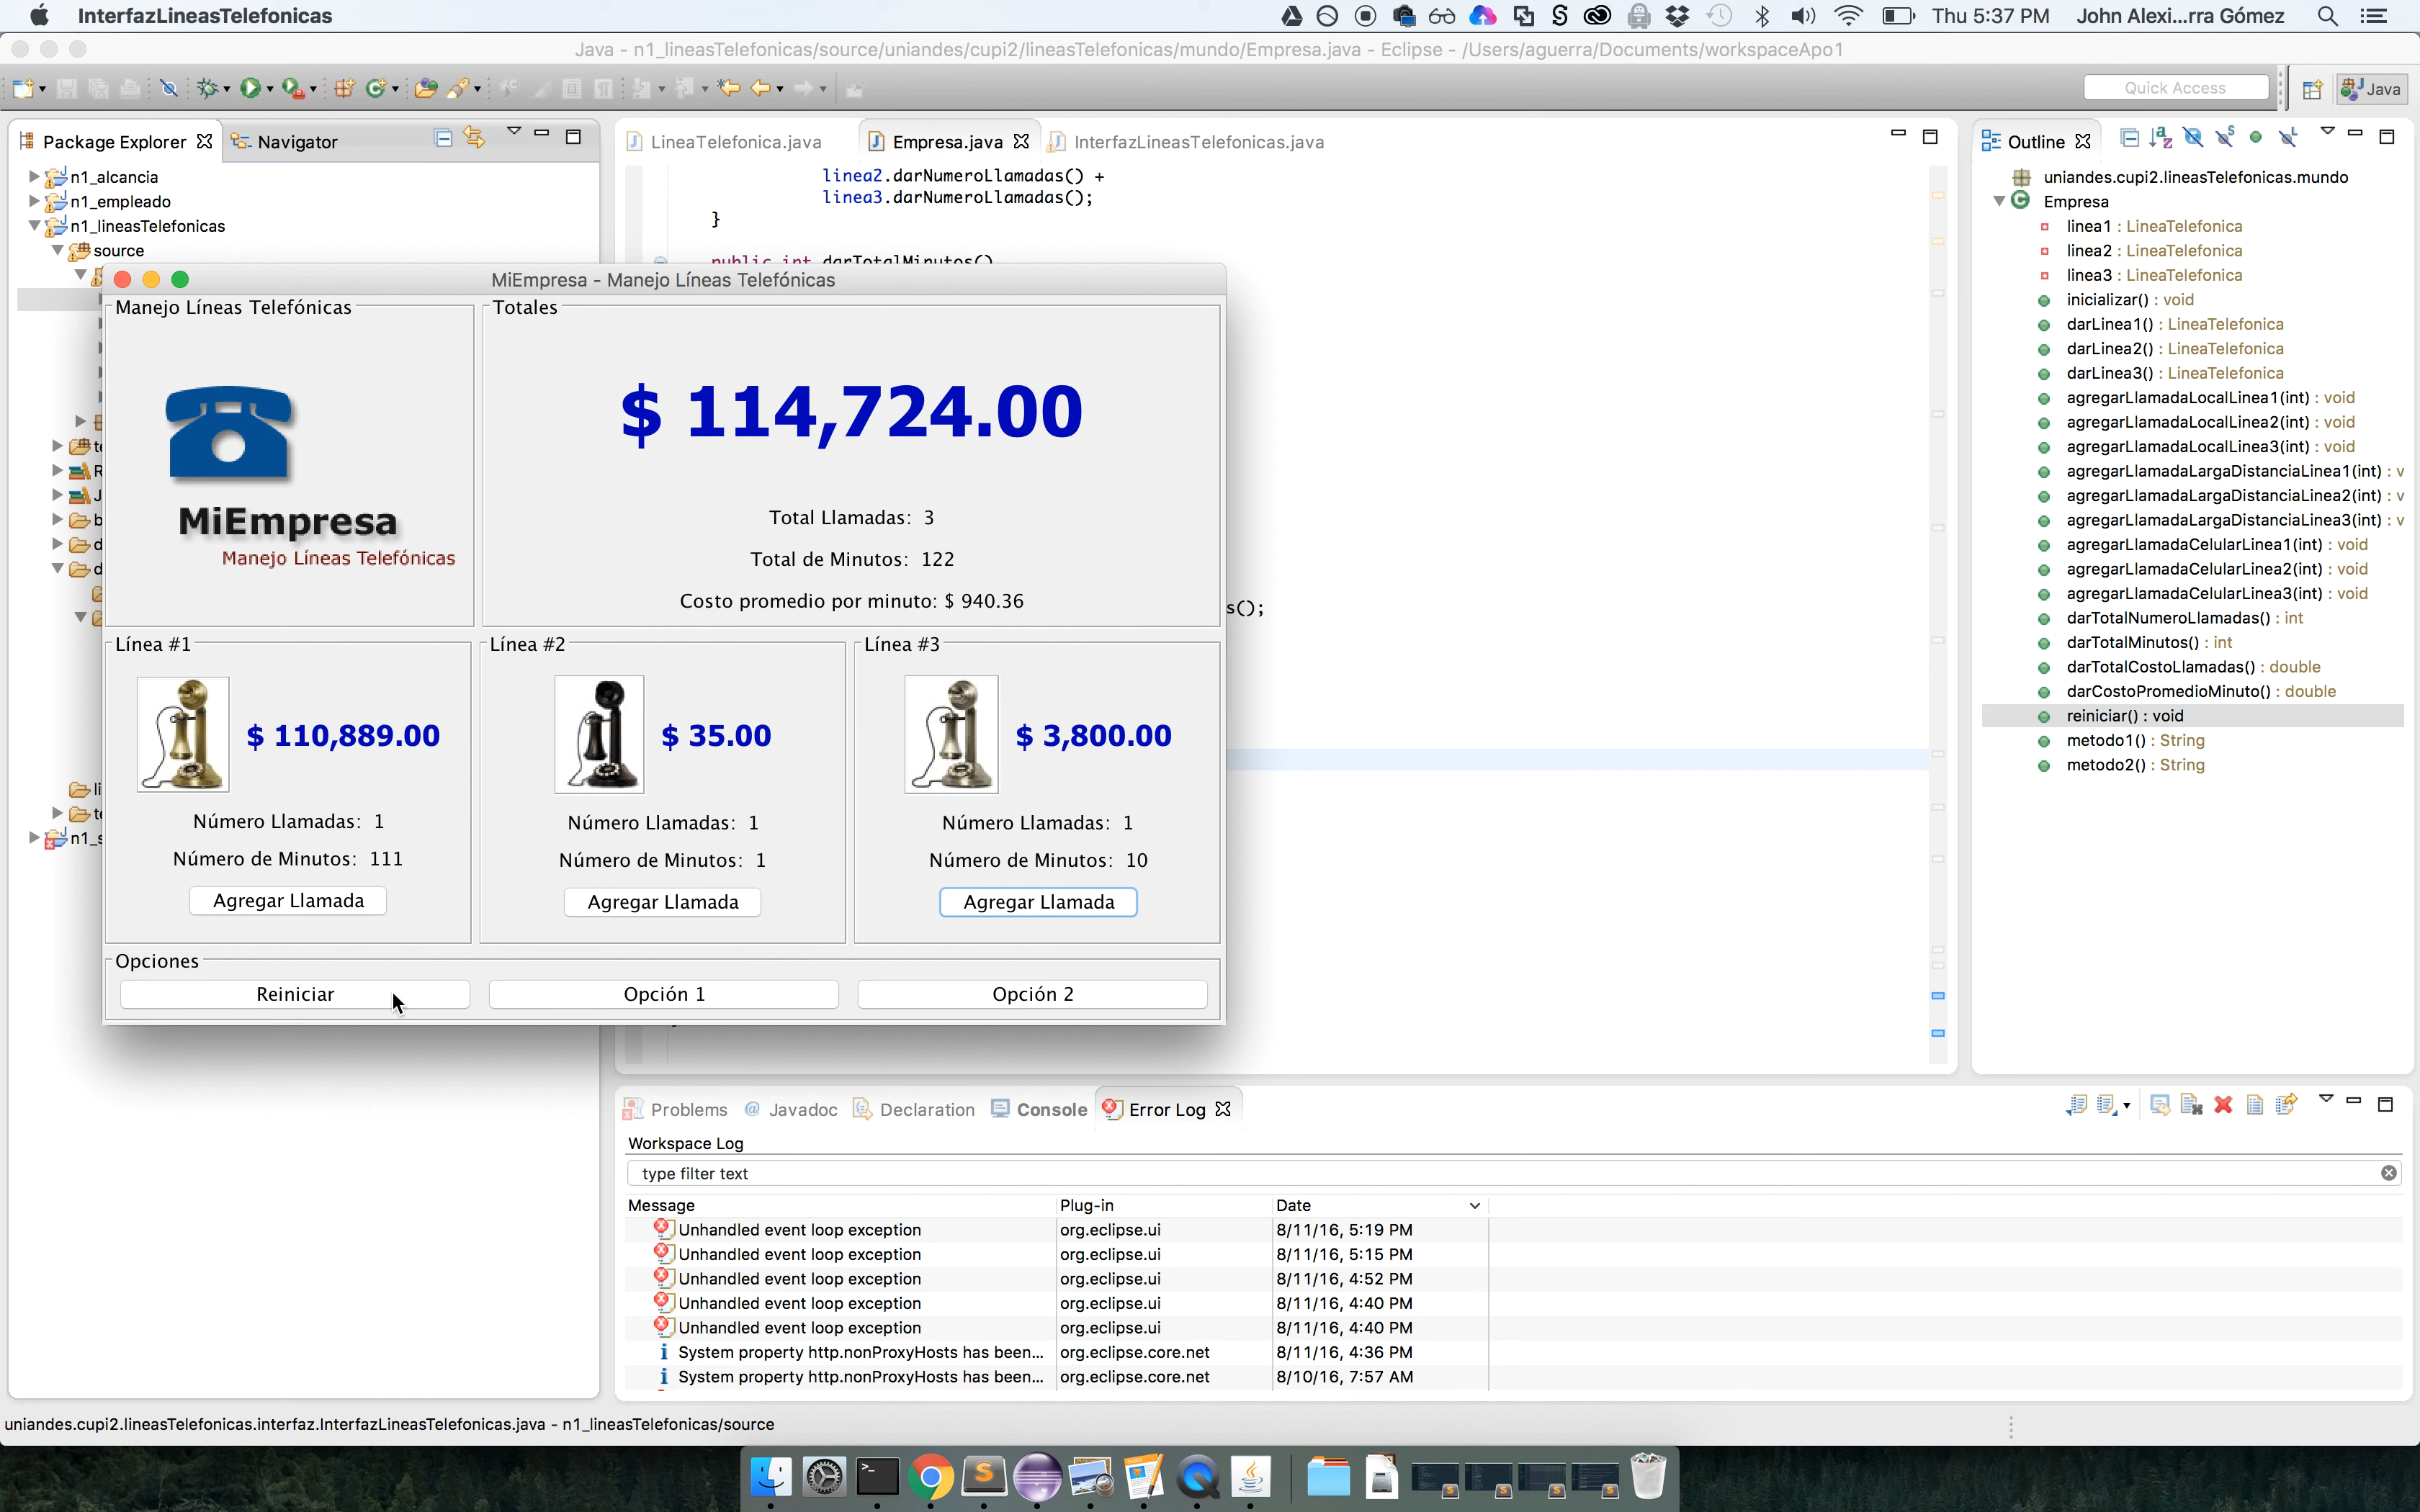 InterfazLineasTelefonicas
Thu 5:37 PM John Alexi...rra Gómez
Java - n1_lineasTelefonicas/source/uniandes/cupi2/lineasTelefonicas/mundo/Empresa.java - Eclipse - /Users/aguerra/Documents/workspaceApo1
Quick Access
Java
Package Explorer
Navigator
n1_alcancia
n1_empleado
n1_lineasTelefonicas
source
LineaTelefonica.java
Empresa.java
InterfazLineasTelefonicas.java
linea2.darNumeroLlamadas() +
linea3.darNumeroLlamadas();
}
public int darTotalMinutos()
s();
MiEmpresa - Manejo Líneas Telefónicas
Manejo Líneas Telefónicas
MiEmpresa
Manejo Líneas Telefónicas
Totales
$ 114,724.00
Total Llamadas: 3
Total de Minutos: 122
Costo promedio por minuto: $ 940.36
Línea #1
$ 110,889.00
Número Llamadas: 1
Número de Minutos: 111
Agregar Llamada
Línea #2
$ 35.00
Número Llamadas: 1
Número de Minutos: 1
Agregar Llamada
Línea #3
$ 3,800.00
Número Llamadas: 1
Número de Minutos: 10
Agregar Llamada
Opciones
Reiniciar
Opción 1
Opción 2
Outline
uniandes.cupi2.lineasTelefonicas.mundo
Empresa
linea1 : LineaTelefonica
linea2 : LineaTelefonica
linea3 : LineaTelefonica
inicializar() : void
darLinea1() : LineaTelefonica
darLinea2() : LineaTelefonica
darLinea3() : LineaTelefonica
agregarLlamadaLocalLinea1(int) : void
agregarLlamadaLocalLinea2(int) : void
agregarLlamadaLocalLinea3(int) : void
agregarLlamadaLargaDistanciaLinea1(int) : v
agregarLlamadaLargaDistanciaLinea2(int) : v
agregarLlamadaLargaDistanciaLinea3(int) : v
agregarLlamadaCelularLinea1(int) : void
agregarLlamadaCelularLinea2(int) : void
agregarLlamadaCelularLinea3(int) : void
darTotalNumeroLlamadas() : int
darTotalMinutos() : int
darTotalCostoLlamadas() : double
darCostoPromedioMinuto() : double
reiniciar() : void
metodo1() : String
metodo2() : String
Problems
Javadoc
Declaration
Console
Error Log
Workspace Log
type filter text
Message Plug-in Date
Unhandled event loop exception org.eclipse.ui 8/11/16, 5:19 PM
Unhandled event loop exception org.eclipse.ui 8/11/16, 5:15 PM
Unhandled event loop exception org.eclipse.ui 8/11/16, 4:52 PM
Unhandled event loop exception org.eclipse.ui 8/11/16, 4:40 PM
Unhandled event loop exception org.eclipse.ui 8/11/16, 4:40 PM
System property http.nonProxyHosts has been... org.eclipse.core.net 8/11/16, 4:36 PM
System property http.nonProxyHosts has been... org.eclipse.core.net 8/10/16, 7:57 AM
uniandes.cupi2.lineasTelefonicas.interfaz.InterfazLineasTelefonicas.java - n1_lineasTelefonicas/source